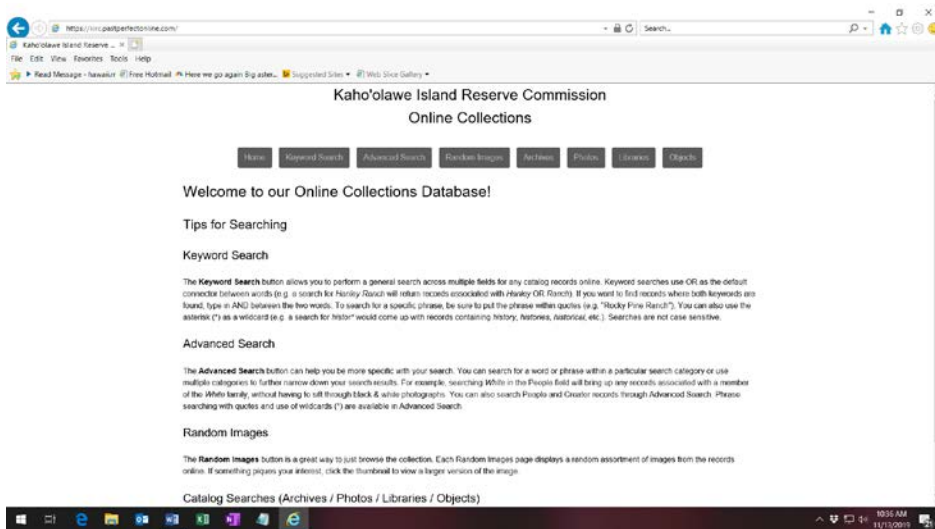 https://kirc.pastperfectonline.com/
Search...
Kaho'olawe Island Reserve ...
File Edit View Favorites Tools Help
Read Message - hawaiirr Free Hotmail Here we go again Big aster... Suggested Sites Web Slice Gallery
Kaho'olawe Island Reserve Commission
Online Collections
Home Keyword Search Advanced Search Random Images Archives Photos Libraries Objects
Welcome to our Online Collections Database!
Tips for Searching
Keyword Search
The Keyword Search button allows you to perform a general search across multiple fields for any catalog records online. Keyword searches use OR as the default
connector between words (e.g. a search for Hanley Ranch will return records associated with Hanley OR Ranch). If you want to find records where both keywords are
found, type in AND between the two words. To search for a specific phrase, be sure to put the phrase within quotes (e.g. "Rocky Pine Ranch"). You can also use the
asterisk (*) as a wildcard (e.g. a search for histor* would come up with records containing history, histories, historical, etc.). Searches are not case sensitive.
Advanced Search
The Advanced Search button can help you be more specific with your search. You can search for a word or phrase within a particular search category or use
multiple categories to further narrow down your search results. For example, searching White in the People field will bring up any records associated with a member
of the White family, without having to sift through black & white photographs. You can also search People and Creator records through Advanced Search. Phrase
searching with quotes and use of wildcards (*) are available in Advanced Search.
Random Images
The Random Images button is a great way to just browse the collection. Each Random Images page displays a random assortment of images from the records
online. If something piques your interest, click the thumbnail to view a larger version of the image.
Catalog Searches (Archives / Photos / Libraries / Objects)
10:36 AM
11/13/2019